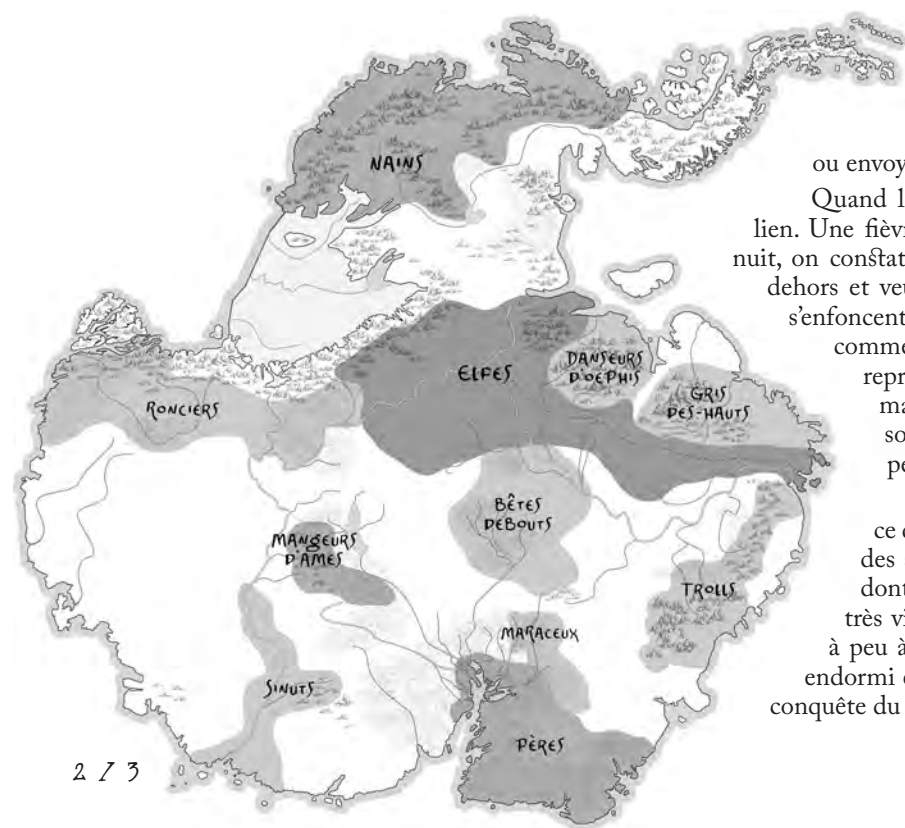 NAINS
ELFES
DANSEURS
D'OEPHIS
GRIS
DES-HAUTS
RONCIERS
BÊTES
DEBOUTS
MANGEURS
D'AMES
TROLLS
MARACEUX
SINUTS
PÈRES
2 / 3
ou envoy
Quand l
lien. Une fièv
nuit, on constat
dehors et veu
s'enfoncent
comme
repr
ma
so
pe
ce
des
dont
très vi
à peu à
endormi
conquête du